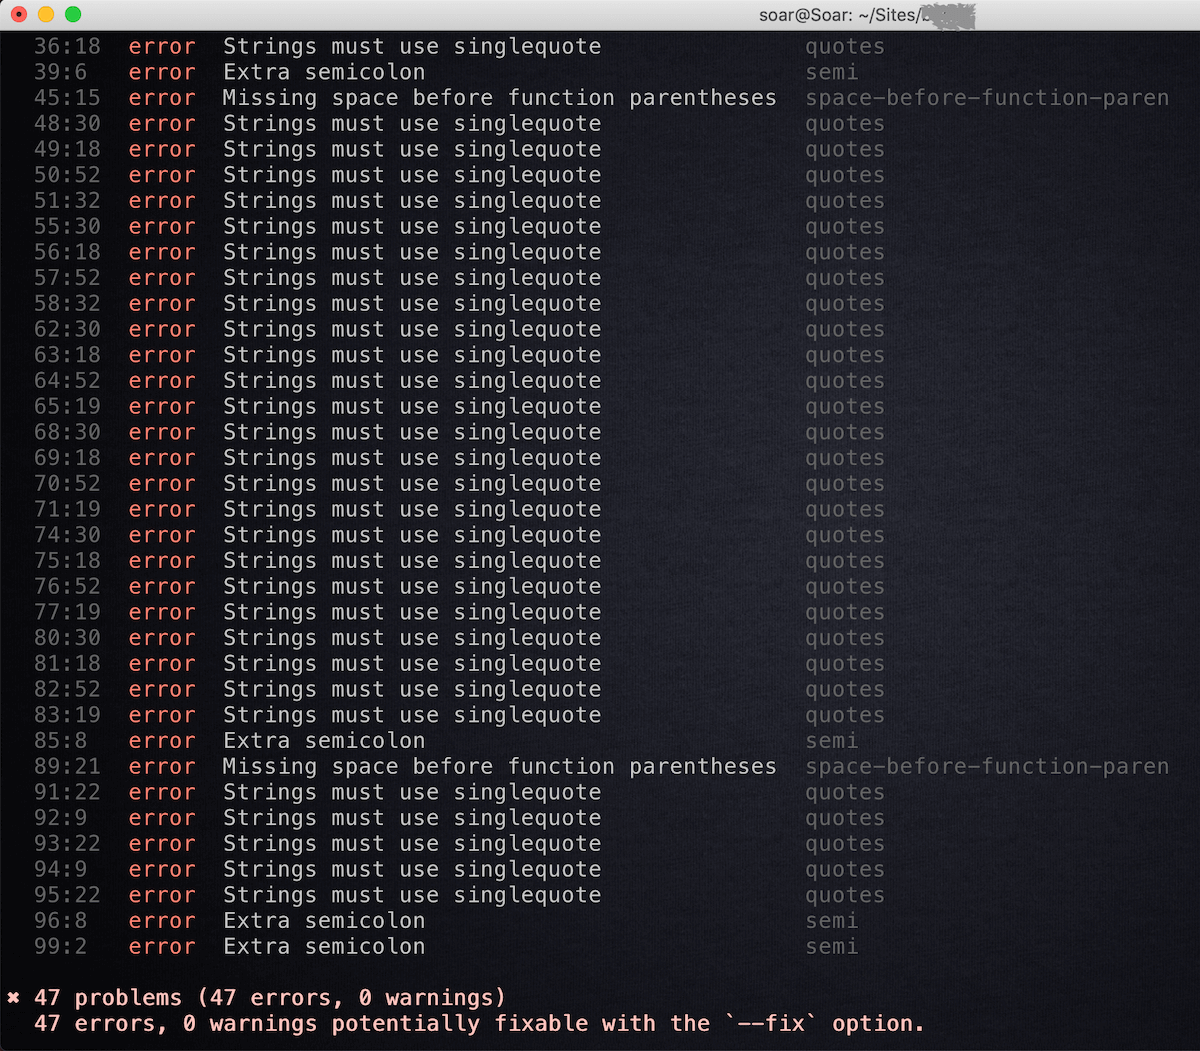 soar@Soar: ~/Sites/
36:18 error Strings must use singlequote quotes
39:6 error Extra semicolon semi
45:15 error Missing space before function parentheses space-before-function-paren
48:30 error Strings must use singlequote quotes
49:18 error Strings must use singlequote quotes
50:52 error Strings must use singlequote quotes
51:32 error Strings must use singlequote quotes
55:30 error Strings must use singlequote quotes
56:18 error Strings must use singlequote quotes
57:52 error Strings must use singlequote quotes
58:32 error Strings must use singlequote quotes
62:30 error Strings must use singlequote quotes
63:18 error Strings must use singlequote quotes
64:52 error Strings must use singlequote quotes
65:19 error Strings must use singlequote quotes
68:30 error Strings must use singlequote quotes
69:18 error Strings must use singlequote quotes
70:52 error Strings must use singlequote quotes
71:19 error Strings must use singlequote quotes
74:30 error Strings must use singlequote quotes
75:18 error Strings must use singlequote quotes
76:52 error Strings must use singlequote quotes
77:19 error Strings must use singlequote quotes
80:30 error Strings must use singlequote quotes
81:18 error Strings must use singlequote quotes
82:52 error Strings must use singlequote quotes
83:19 error Strings must use singlequote quotes
85:8 error Extra semicolon semi
89:21 error Missing space before function parentheses space-before-function-paren
91:22 error Strings must use singlequote quotes
92:9 error Strings must use singlequote quotes
93:22 error Strings must use singlequote quotes
94:9 error Strings must use singlequote quotes
95:22 error Strings must use singlequote quotes
96:8 error Extra semicolon semi
99:2 error Extra semicolon semi
✖ 47 problems (47 errors, 0 warnings)
47 errors, 0 warnings potentially fixable with the `--fix` option.